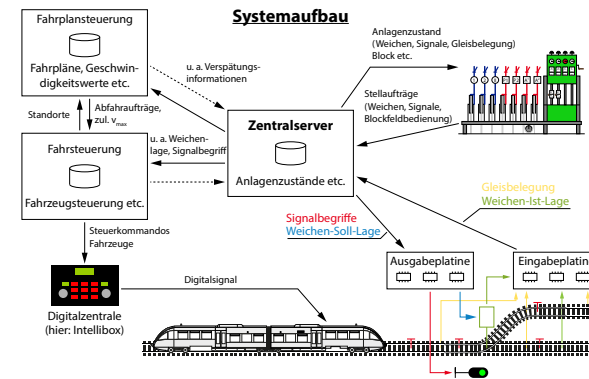 Systemaufbau
Fahrplansteuerung
Fahrpläne, Geschwin-
digkeitswerte etc.
u. a. Verspätungs-
informationen
Anlagenzustand
(Weichen, Signale, Gleisbelegung)
Block etc.
Stellaufträge
(Weichen, Signale,
Blockfeldbedienung)
Standorte
Abfahraufträge,
zul. vmax
Zentralserver
Anlagenzustände etc.
u. a. Weichen-
lage, Signalbegriff
Fahrsteuerung
Fahrzeugsteuerung etc.
Gleisbelegung
Weichen-Ist-Lage
Signalbegriffe
Weichen-Soll-Lage
Steuerkommandos
Fahrzeuge
Ausgabeplatine
Eingabeplatine
Digitalsignal
Digitalzentrale
(hier: Intellibox)